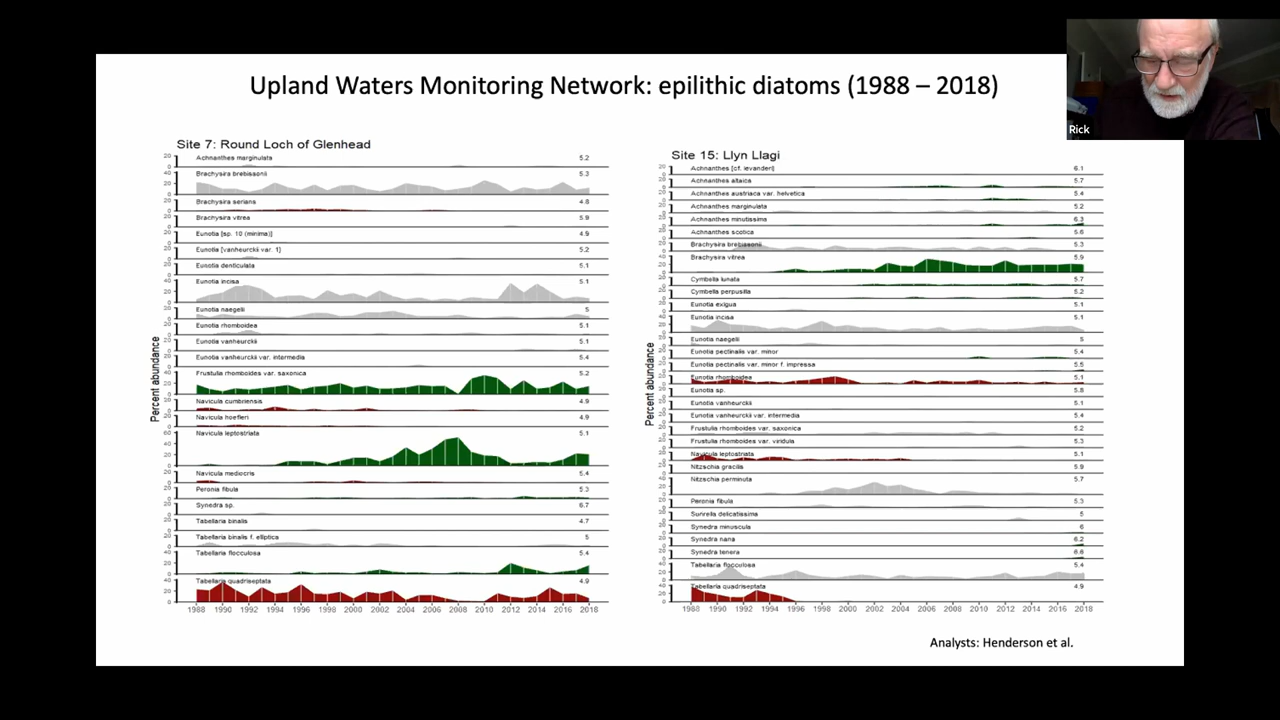 Upland Waters Monitoring Network: epilithic diatoms (1988 – 2018)
Rick
Site 7: Round Loch of Glenhead
Achnanthes marginulata 5.2
Brachysira brebissonii 5.3
Brachysira serians 4.8
Brachysira vitrea 5.9
Eunotia [sp. 10 (minima)] 4.9
Eunotia [vanheurckii var. 1] 5.2
Eunotia denticulata 5.1
Eunotia incisa 5.1
Eunotia naegelii 5
Eunotia rhomboidea 5.1
Eunotia vanheurckii 5.1
Eunotia vanheurckii var. intermedia 5.4
Frustulia rhomboides var. saxonica 5.2
Navicula cumbriensis 4.9
Navicula hoefleri 4.9
Navicula leptostriata 5.1
Navicula mediocris 5.4
Peronia fibula 5.3
Synedra sp. 6.7
Tabellaria binalis 4.7
Tabellaria binalis f. elliptica 5
Tabellaria flocculosa 5.4
Tabellaria quadriseptata 4.9
Percent abundance
1988 1990 1992 1994 1996 1998 2000 2002 2004 2006 2008 2010 2012 2014 2016 2018
Site 15: Llyn Llagi
Achnanthes [cf. levanderi] 6.1
Achnanthes altaica 5.7
Achnanthes austriaca var. helvetica 5.4
Achnanthes marginulata 5.2
Achnanthes minutissima 6.3
Achnanthes scotica 5.6
Brachysira brebissonii 5.3
Brachysira vitrea 5.9
Cymbella lunata 5.7
Cymbella perpusilla 5.2
Eunotia exigua 5.1
Eunotia incisa 5.1
Eunotia naegelii 5
Eunotia pectinalis var. minor 5.4
Eunotia pectinalis var. minor f. impressa 5.5
Eunotia rhomboidea 5.1
Eunotia sp. 5.8
Eunotia vanheurckii 5.1
Eunotia vanheurckii var. intermedia 5.4
Frustulia rhomboides var. saxonica 5.2
Frustulia rhomboides var. viridula 5.3
Navicula leptostriata 5.1
Nitzschia gracilis 5.9
Nitzschia perminuta 5.7
Peronia fibula 5.3
Surirella delicatissima 5
Synedra minuscula 6
Synedra nana 6.2
Synedra tenera 6.6
Tabellaria flocculosa 5.4
Tabellaria quadriseptata 4.9
Percent abundance
1988 1990 1992 1994 1996 1998 2000 2002 2004 2006 2008 2010 2012 2014 2016 2018
Analysts: Henderson et al.